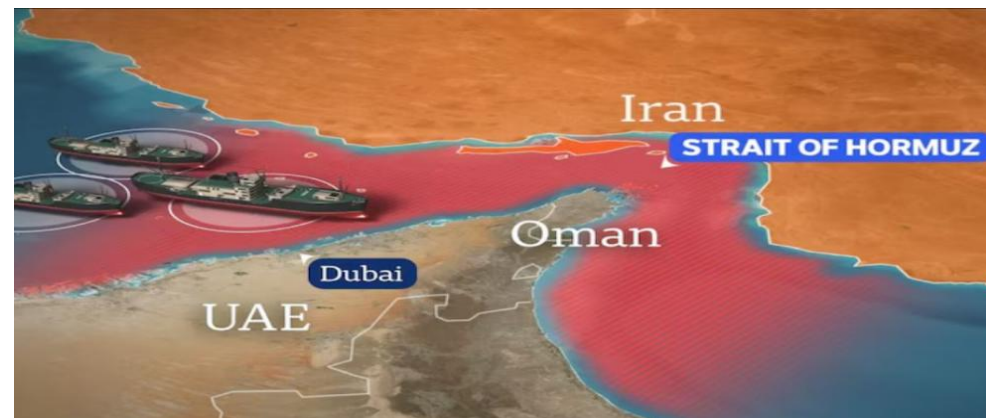 Iran
STRAIT OF HORMUZ
Oman
Dubai
UAE